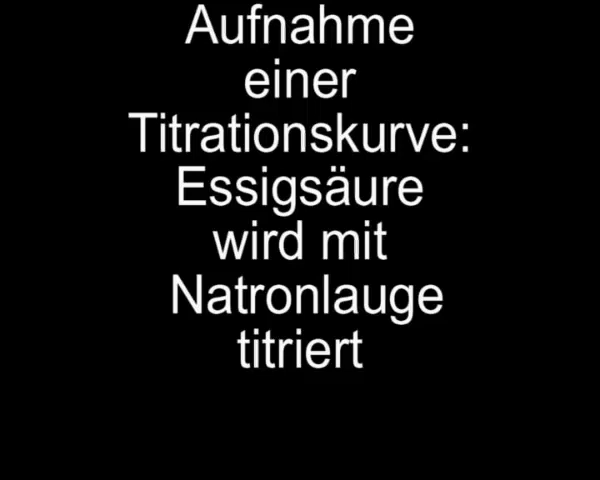 Aufnahme
einer
Titrationskurve:
Essigsäure
wird mit
Natronlauge
titriert